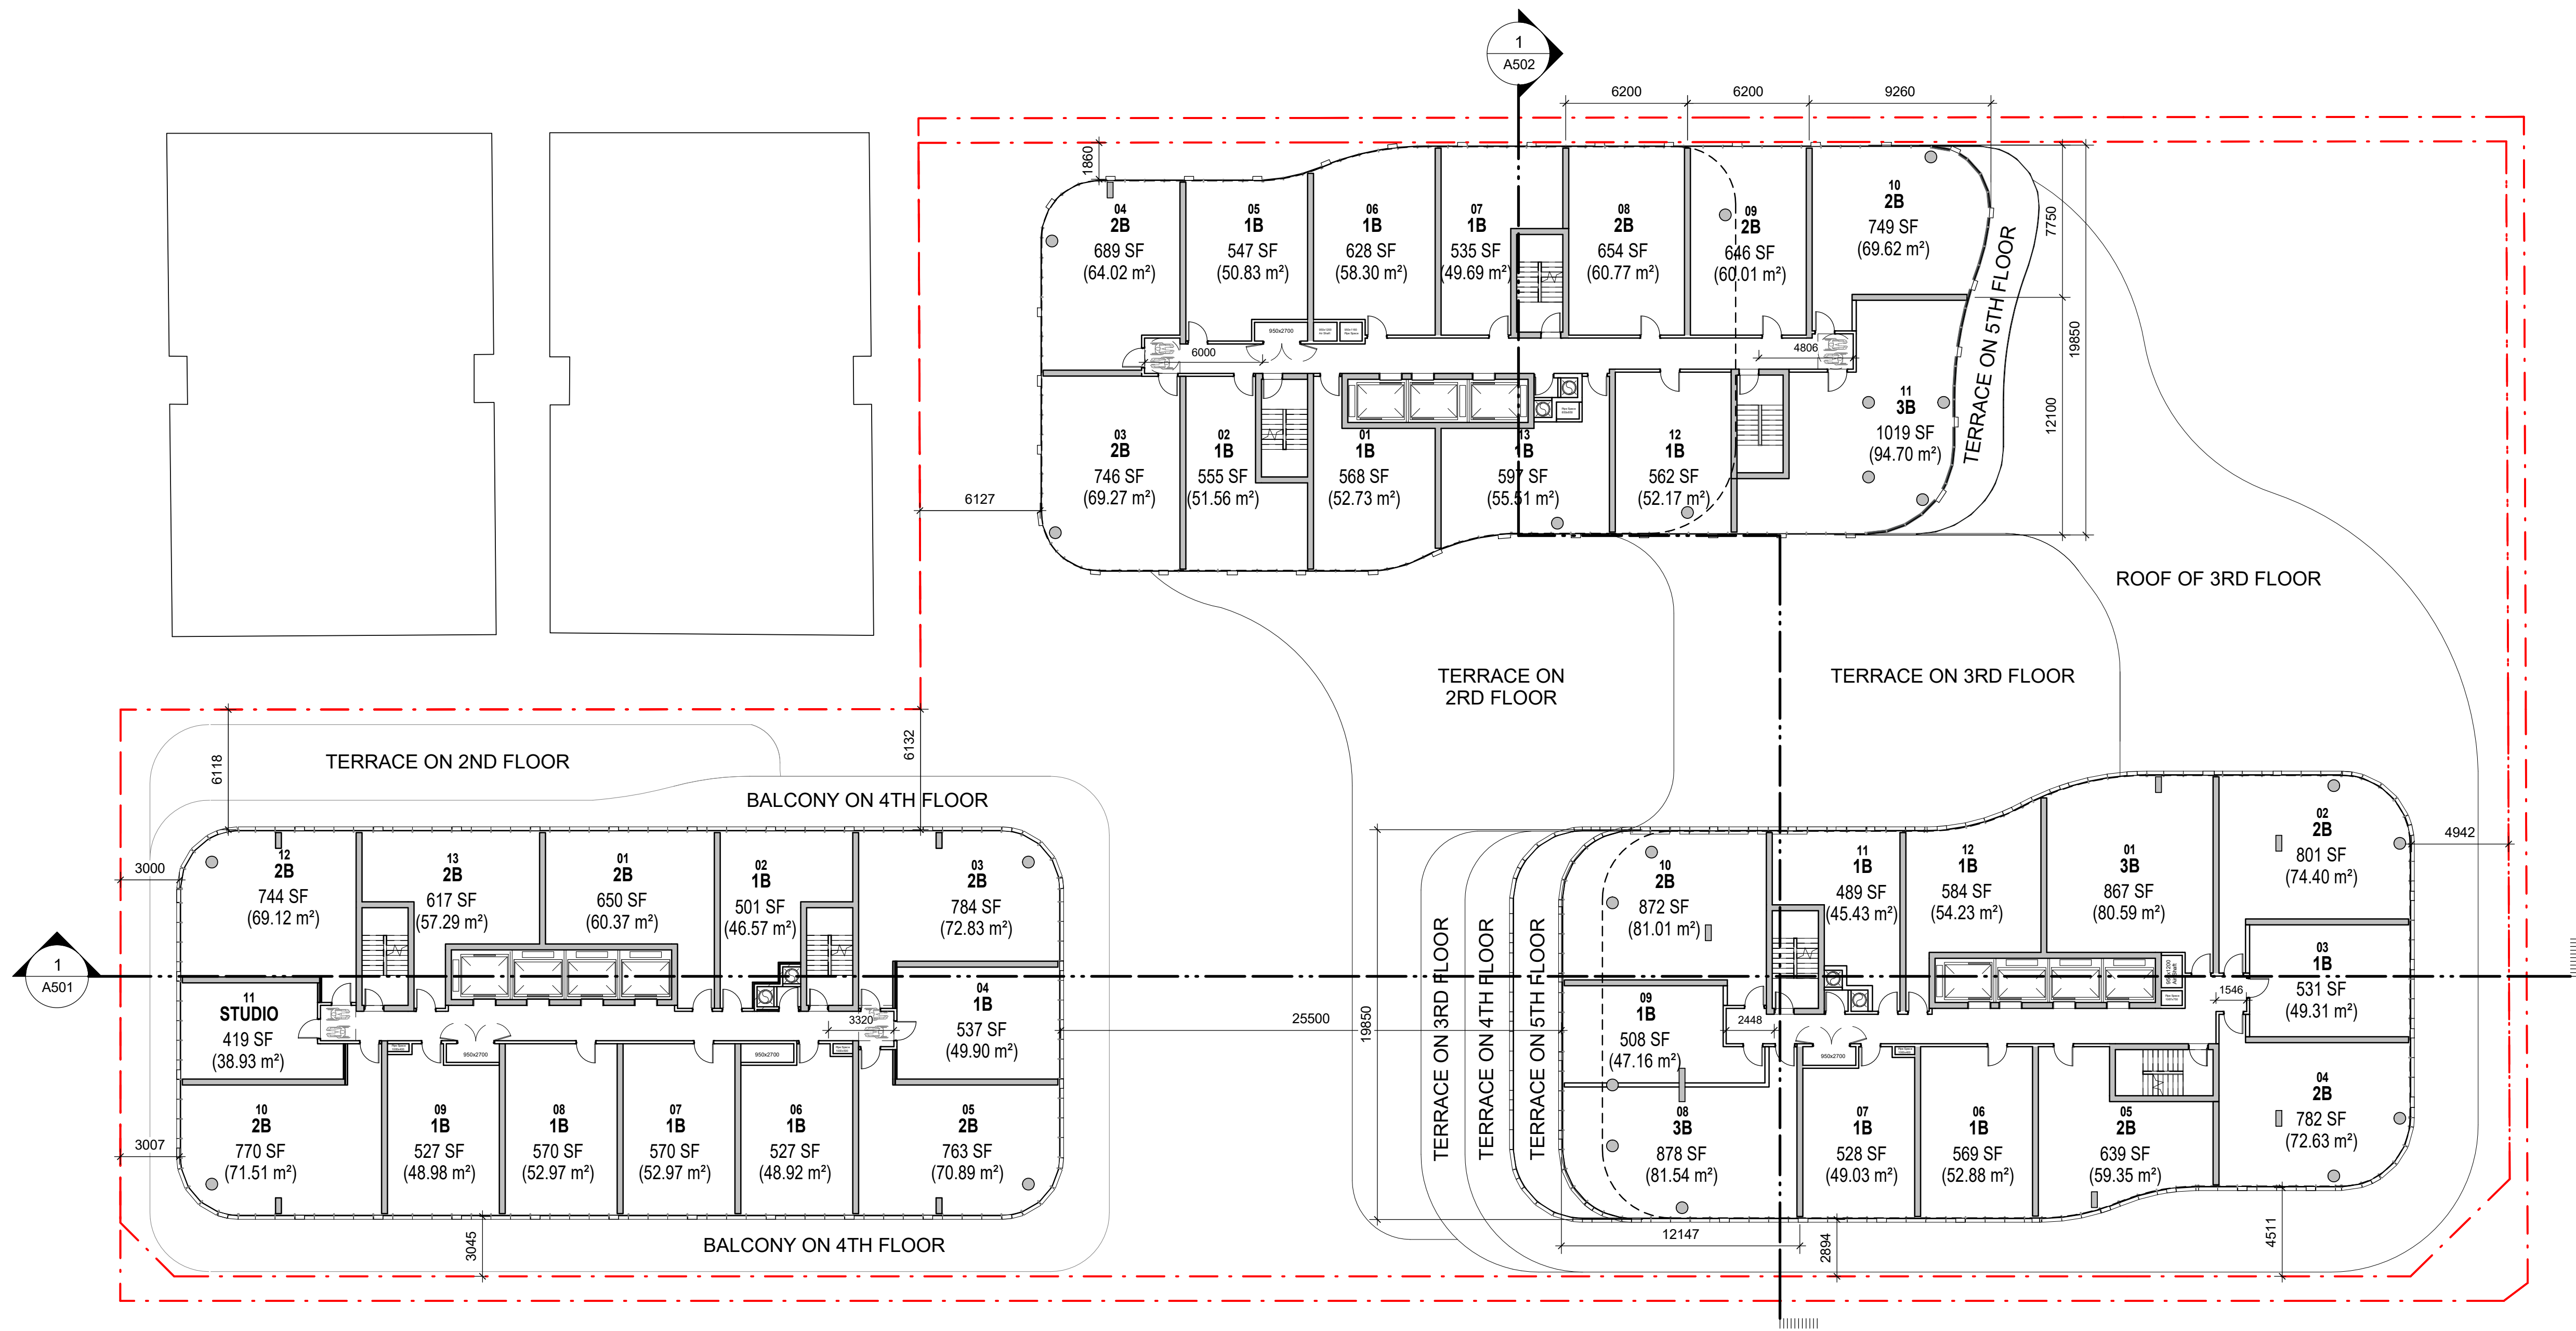 1
A502
6200
6200
9260
1860
04
2B
689 SF
(64.02 m²)
05
1B
547 SF
(50.83 m²)
06
1B
628 SF
(58.30 m²)
07
1B
535 SF
(49.69 m²)
08
2B
654 SF
(60.77 m²)
09
2B
646 SF
(60.01 m²)
10
2B
749 SF
(69.62 m²)
7750
19850
12100
TERRACE ON 5TH FLOOR
950x2700
6000
4806
03
2B
746 SF
(69.27 m²)
02
1B
555 SF
(51.56 m²)
01
1B
568 SF
(52.73 m²)
13
1B
597 SF
(55.51 m²)
12
1B
562 SF
(52.17 m²)
11
3B
1019 SF
(94.70 m²)
6127
ROOF OF 3RD FLOOR
TERRACE ON
2RD FLOOR
TERRACE ON 3RD FLOOR
6118
TERRACE ON 2ND FLOOR
6132
BALCONY ON 4TH FLOOR
3000
12
2B
744 SF
(69.12 m²)
13
2B
617 SF
(57.29 m²)
01
2B
650 SF
(60.37 m²)
02
1B
501 SF
(46.57 m²)
03
2B
784 SF
(72.83 m²)
1
A501
11
STUDIO
419 SF
(38.93 m²)
04
1B
537 SF
(49.90 m²)
3320
950x2700
950x2700
3007
10
2B
770 SF
(71.51 m²)
09
1B
527 SF
(48.98 m²)
08
1B
570 SF
(52.97 m²)
07
1B
570 SF
(52.97 m²)
06
1B
527 SF
(48.92 m²)
05
2B
763 SF
(70.89 m²)
3045
BALCONY ON 4TH FLOOR
25500
19850
TERRACE ON 3RD FLOOR
TERRACE ON 4TH FLOOR
TERRACE ON 5TH FLOOR
10
2B
872 SF
(81.01 m²)
11
1B
489 SF
(45.43 m²)
12
1B
584 SF
(54.23 m²)
01
3B
867 SF
(80.59 m²)
02
2B
801 SF
(74.40 m²)
4942
09
1B
508 SF
(47.16 m²)
2448
950x2700
1546
03
1B
531 SF
(49.31 m²)
08
3B
878 SF
(81.54 m²)
07
1B
528 SF
(49.03 m²)
06
1B
569 SF
(52.88 m²)
05
2B
639 SF
(59.35 m²)
04
2B
782 SF
(72.63 m²)
12147
2894
4511